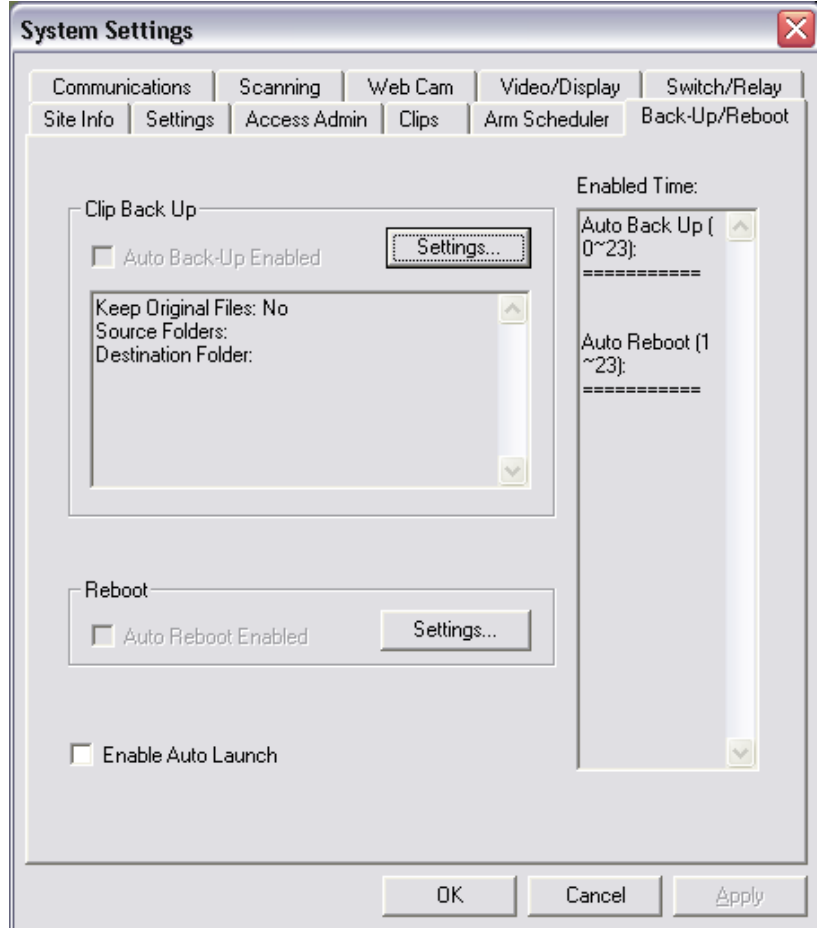 System Settings
Communications Scanning Web Cam Video/Display Switch/Relay
Site Info Settings Access Admin Clips Arm Scheduler Back-Up/Reboot
Clip Back Up
Auto Back-Up Enabled
Settings...
Keep Original Files: No
Source Folders:
Destination Folder:
Reboot
Auto Reboot Enabled
Settings...
Enable Auto Launch
Enabled Time:
Auto Back Up (
0~23):
===========
Auto Reboot (1
~23):
===========
OK Cancel Apply